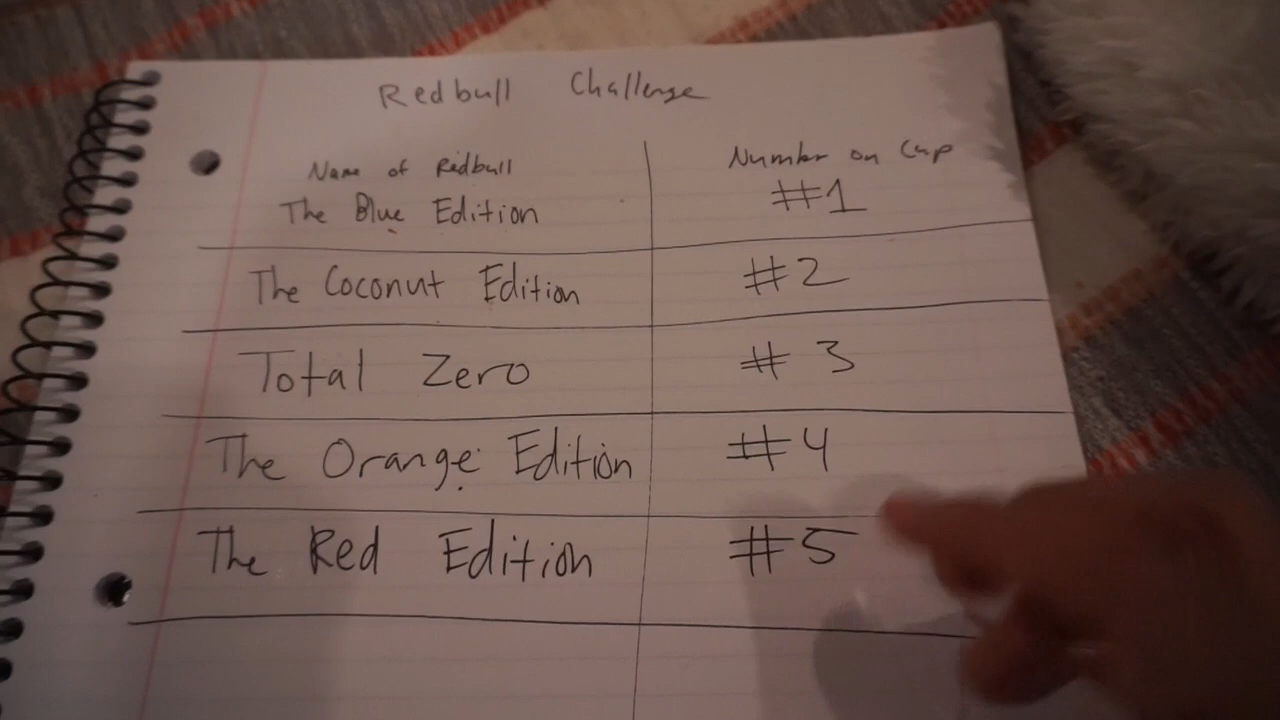 Redbull Challenge
Name of Redbull Number on Cup
The Blue Edition #1
The Coconut Edition #2
Total Zero #3
The Orange Edition #4
The Red Edition #5